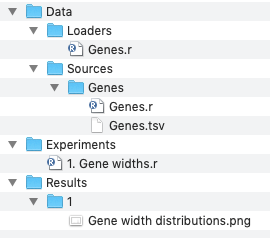 Data
Loaders
Genes.r
Sources
Genes
Genes.r
Genes.tsv
Experiments
1. Gene widths.r
Results
1
Gene width distributions.png